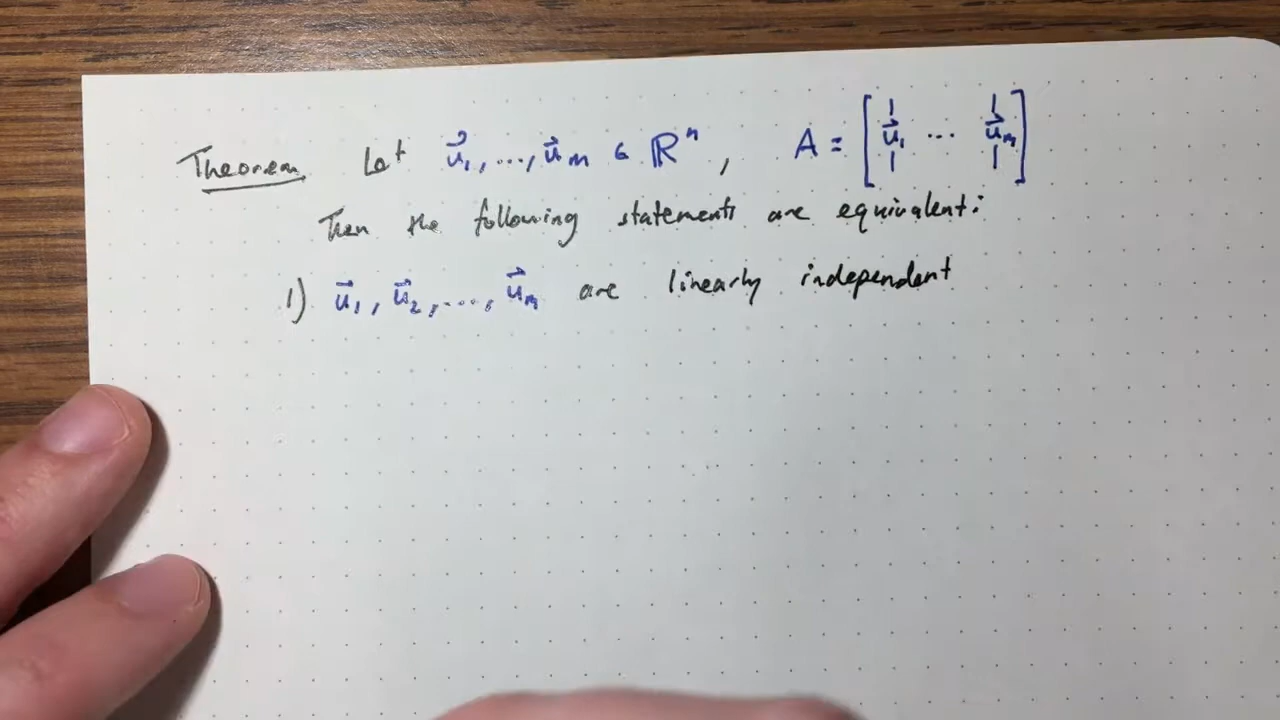 Theorem Let u⃗₁, ..., u⃗ₘ ∈ ℝⁿ, A = [u⃗₁ ... u⃗ₘ]
Then the following statements are equivalent:
1) u⃗₁, u⃗₂, ..., u⃗ₘ are linearly independent